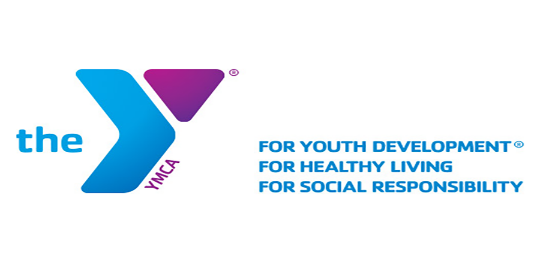 the
YMCA
®
FOR YOUTH DEVELOPMENT®
FOR HEALTHY LIVING
FOR SOCIAL RESPONSIBILITY